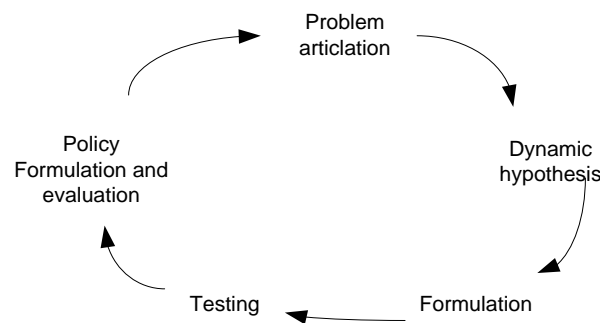 Problem
articlation
Dynamic
hypothesis
Formulation
Testing
Policy
Formulation and
evaluation